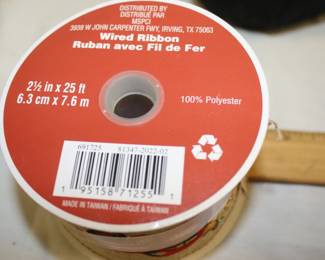 DISTRIBUTED BY
DISTRIBUÉ PAR
MSPCI
3939 W JOHN CARPENTER FWY, IRVING, TX 75063
Wired Ribbon
Ruban avec Fil de Fer
2½ in x 25 ft
6.3 cm x 7.6 m
100% Polyester
691725 81347-2022-02
1 95158 71255 1
MADE IN TAIWAN / FABRIQUÉ À TAIWAN